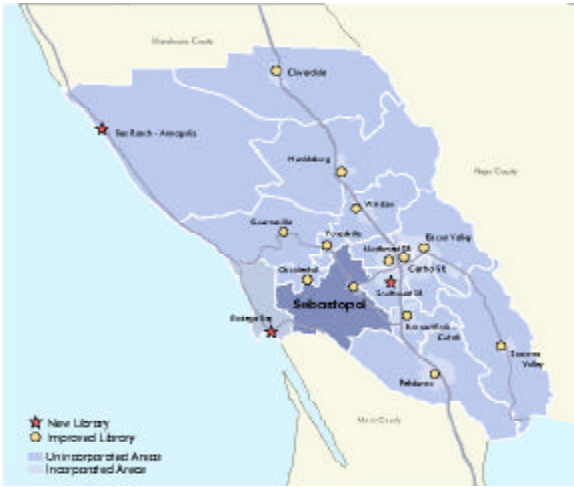 Mendocino County
Cloverdale
Sea Ranch - Annapolis
Healdsburg
Napa County
Windsor
Guerneville
Forestville
Northwest SR
Rincon Valley
Central SR
Occidental
Southwest SR
Sebastopol
Bodega Bay
Rohnert Park -
Cotati
Sonoma
Valley
Petaluma
Marin County
New Library
Improved Library
Unincorporated Areas
Incorporated Areas